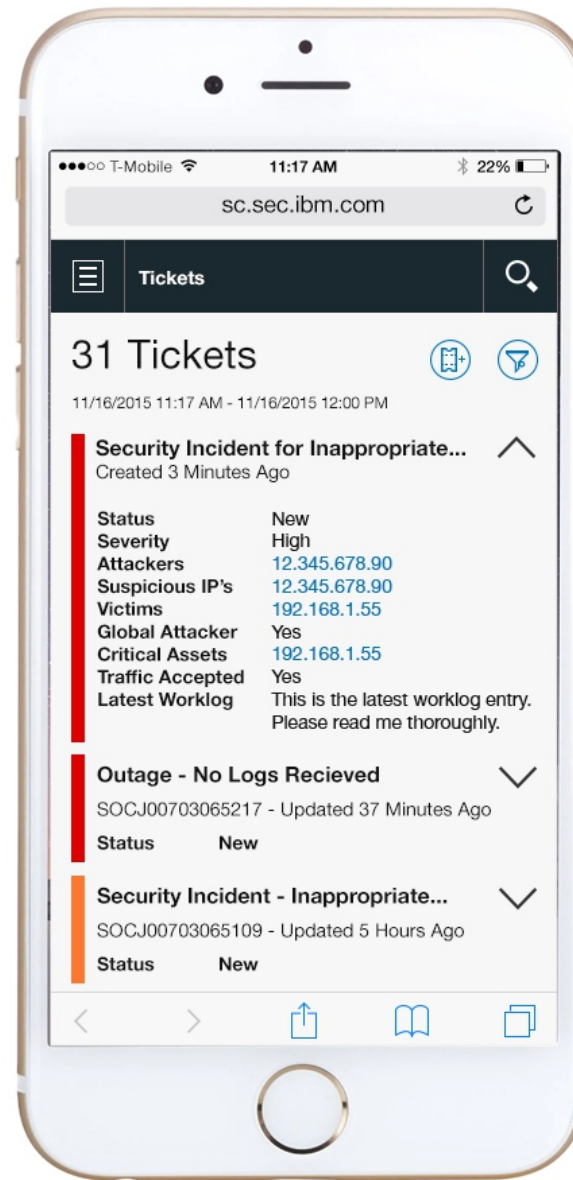 T-Mobile 11:17 AM 22%
sc.sec.ibm.com
Tickets
31 Tickets
11/16/2015 11:17 AM - 11/16/2015 12:00 PM
Security Incident for Inappropriate...
Created 3 Minutes Ago
Status New
Severity High
Attackers 12.345.678.90
Suspicious IP's 12.345.678.90
Victims 192.168.1.55
Global Attacker Yes
Critical Assets 192.168.1.55
Traffic Accepted Yes
Latest Worklog This is the latest worklog entry.
Please read me thoroughly.
Outage - No Logs Recieved
SOCJ00703065217 - Updated 37 Minutes Ago
Status New
Security Incident - Inappropriate...
SOCJ00703065109 - Updated 5 Hours Ago
Status New